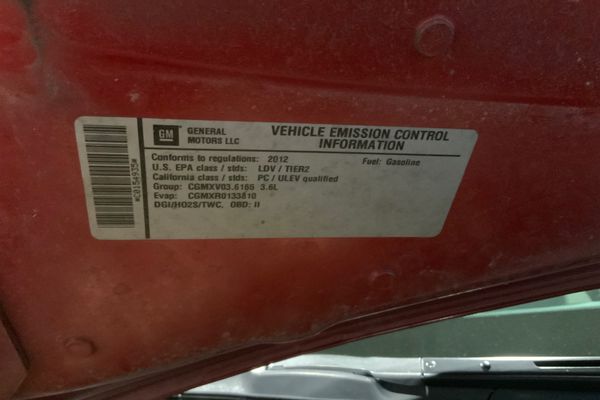 GM
GENERAL
MOTORS LLC
VEHICLE EMISSION CONTROL
INFORMATION
Conforms to regulations: 2012 Fuel: Gasoline
U.S. EPA class / stds: LDV / TIER2
California class / stds: PC / ULEV qualified
Group: CGMXV03.6165 3.6L
Evap: CGMXR0133810
DGI/HO2S/TWC, OBD: II